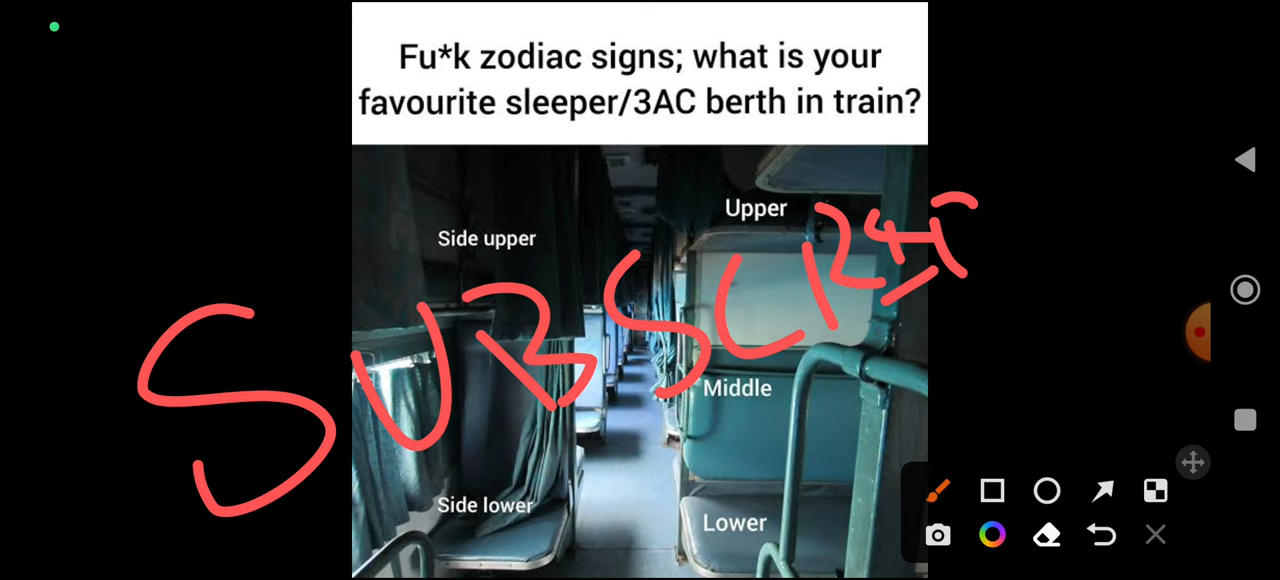 Fu*k zodiac signs; what is your
favourite sleeper/3AC berth in train?
Upper
Side upper
SUBSCR
Middle
Side lower
Lower